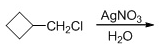 CH₂Cl
AgNO₃
H₂O